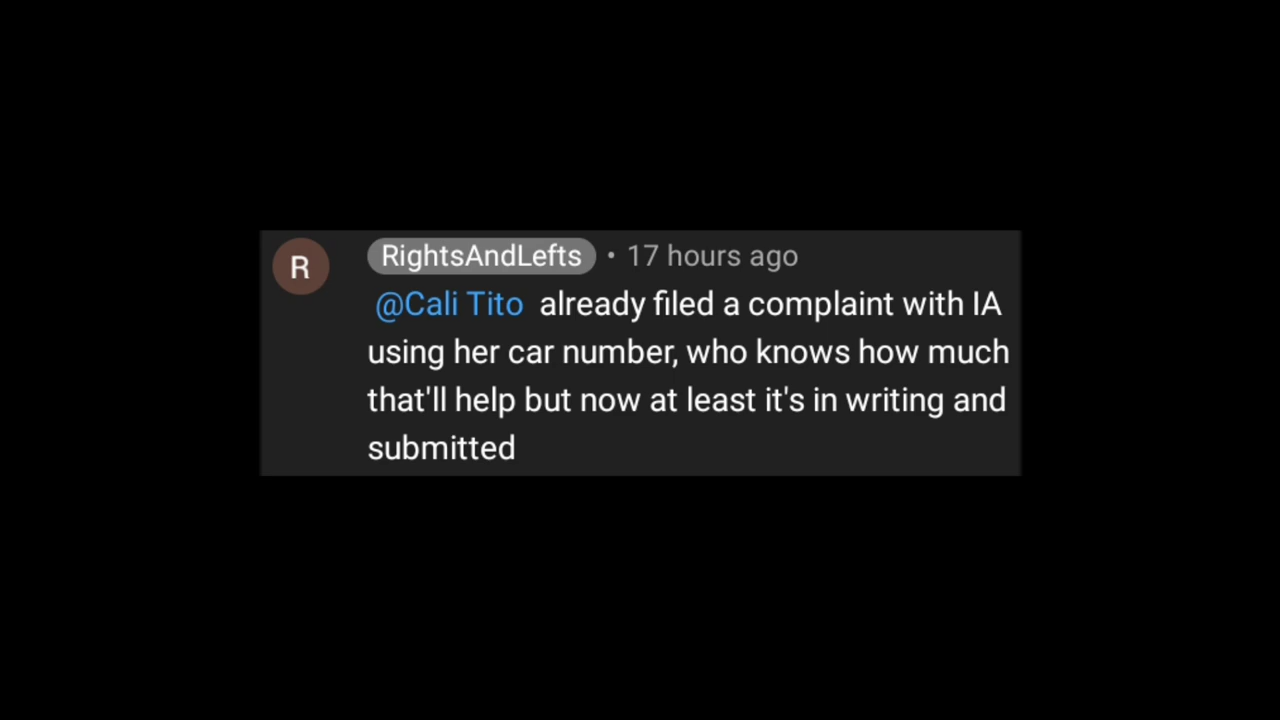 R
RightsAndLefts • 17 hours ago
@Cali Tito already filed a complaint with IA
using her car number, who knows how much
that'll help but now at least it's in writing and
submitted